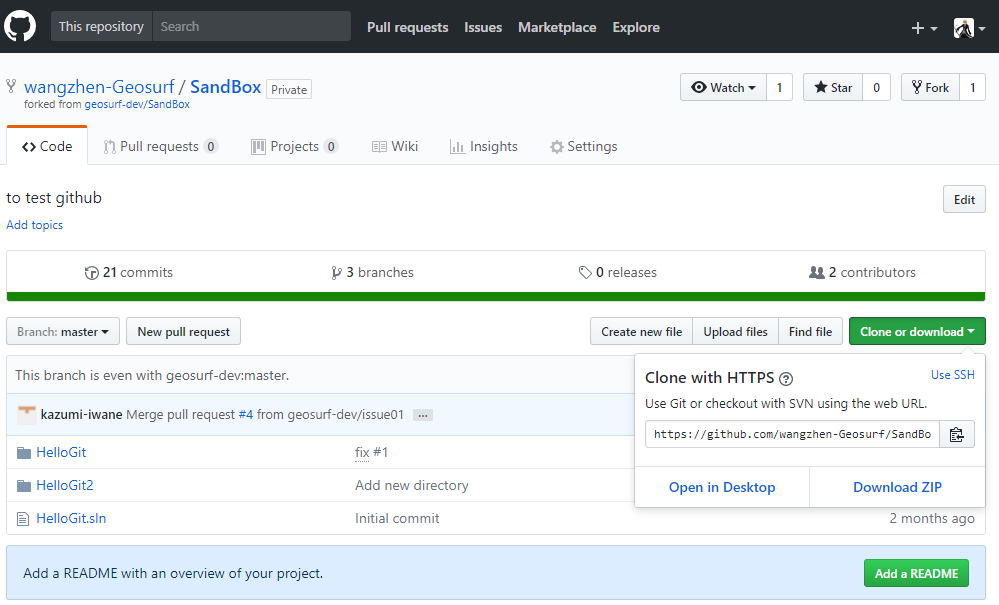 This repository Search Pull requests Issues Marketplace Explore
wangzhen-Geosurf / SandBox Private Watch 1 Star 0 Fork 1
forked from geosurf-dev/SandBox
Code Pull requests 0 Projects 0 Wiki Insights Settings
to test github Edit
Add topics
21 commits 3 branches 0 releases 2 contributors
Branch: master New pull request Create new file Upload files Find file Clone or download
This branch is even with geosurf-dev:master.
kazumi-iwane Merge pull request #4 from geosurf-dev/issue01 ...
HelloGit fix #1
HelloGit2 Add new directory
HelloGit.sln Initial commit 2 months ago
Clone with HTTPS ? Use SSH
Use Git or checkout with SVN using the web URL.
https://github.com/wangzhen-Geosurf/SandBo
Open in Desktop Download ZIP
Add a README with an overview of your project. Add a README